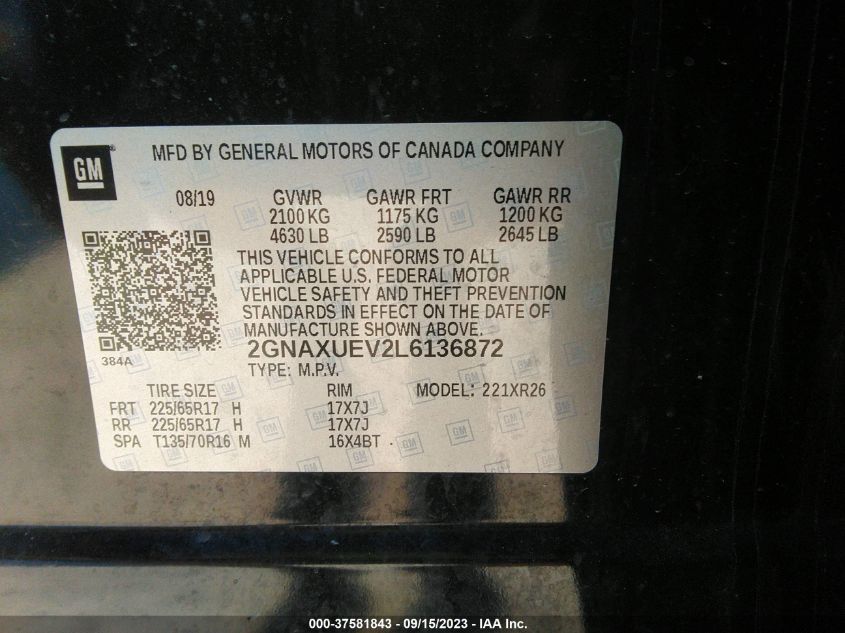 GM
MFD BY GENERAL MOTORS OF CANADA COMPANY
08/19 GVWR GAWR FRT GAWR RR
2100 KG 1175 KG 1200 KG
4630 LB 2590 LB 2645 LB
THIS VEHICLE CONFORMS TO ALL
APPLICABLE U.S. FEDERAL MOTOR
VEHICLE SAFETY AND THEFT PREVENTION
STANDARDS IN EFFECT ON THE DATE OF
MANUFACTURE SHOWN ABOVE.
384A
2GNAXUEV2L6136872
TYPE: M.P.V.
TIRE SIZE RIM MODEL: 221XR26
FRT 225/65R17 H 17X7J
RR 225/65R17 H 17X7J
SPA T135/70R16 M 16X4BT
000-37581843 - 09/15/2023 - IAA Inc.